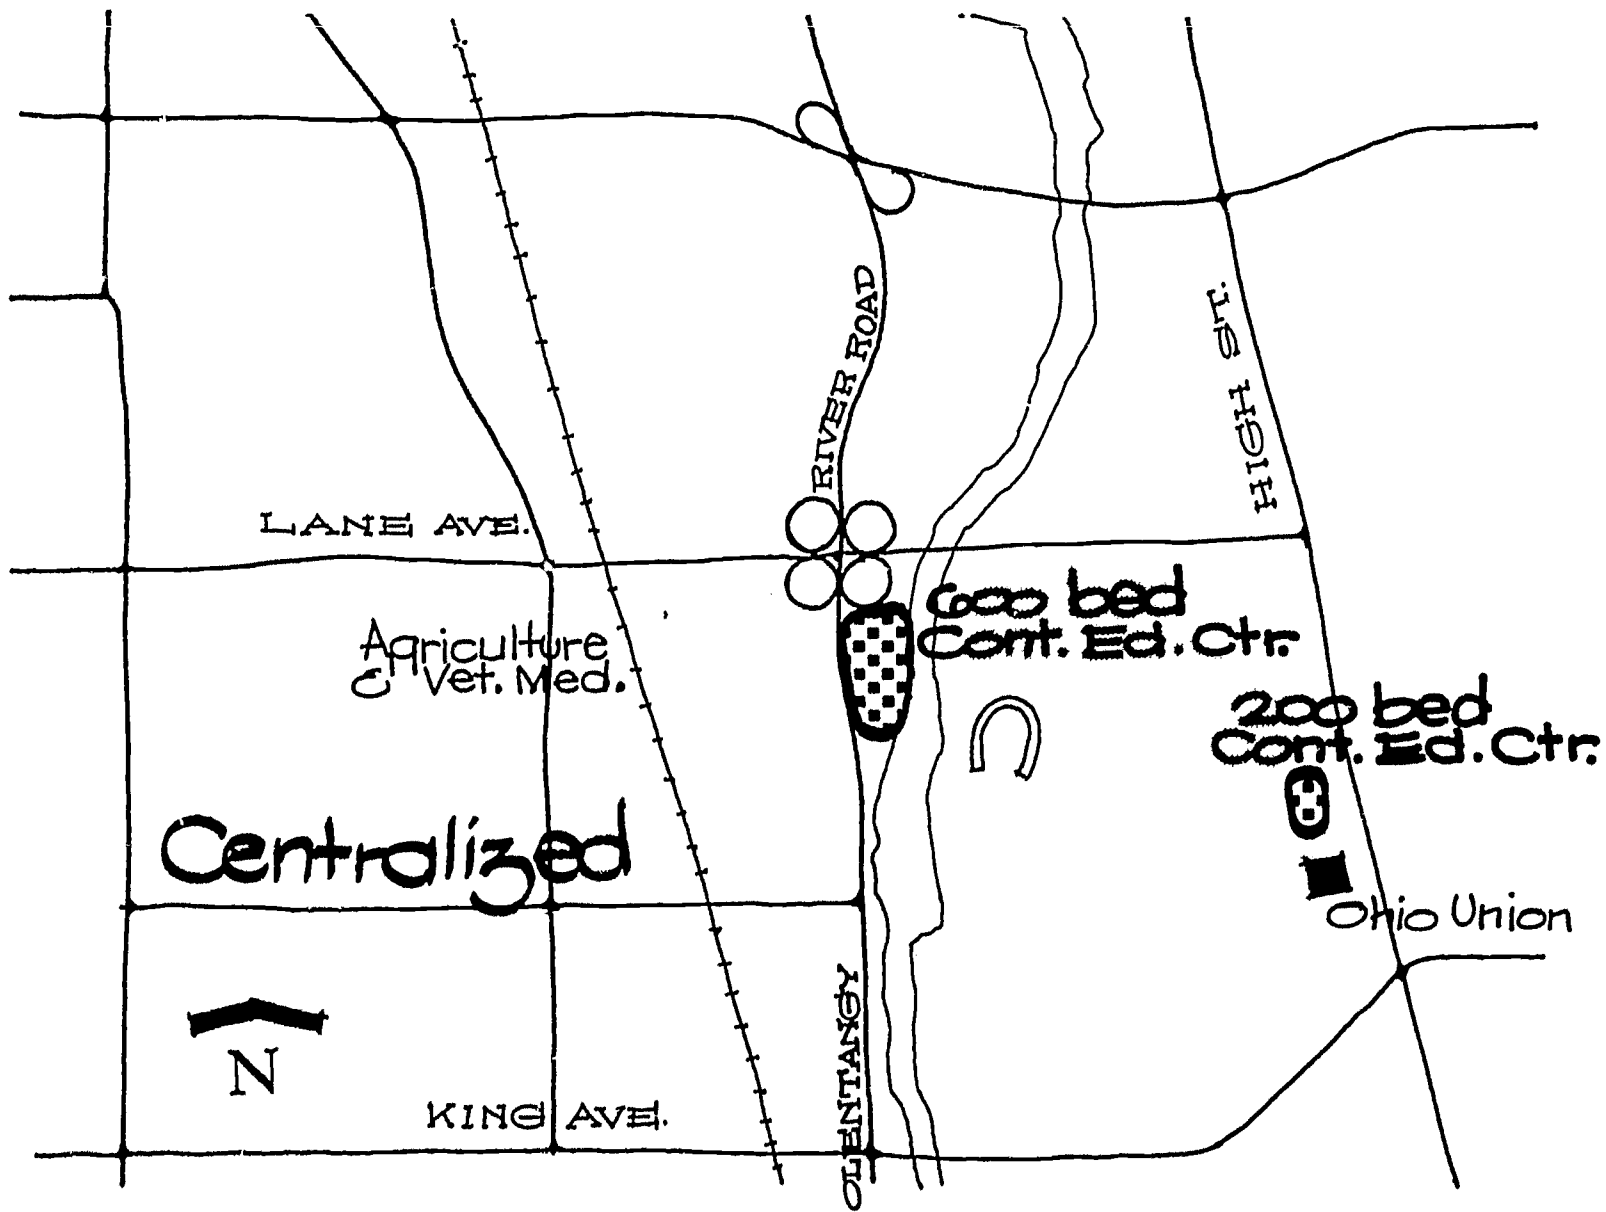 RIVER ROAD
HIGH ST.
LANE AVE.
600 bed
Cont. Ed. Ctr.
Agriculture
& Vet. Med.
200 bed
Cont. Ed. Ctr.
Centralized
Ohio Union
OLENTANGY
N
KING AVE.